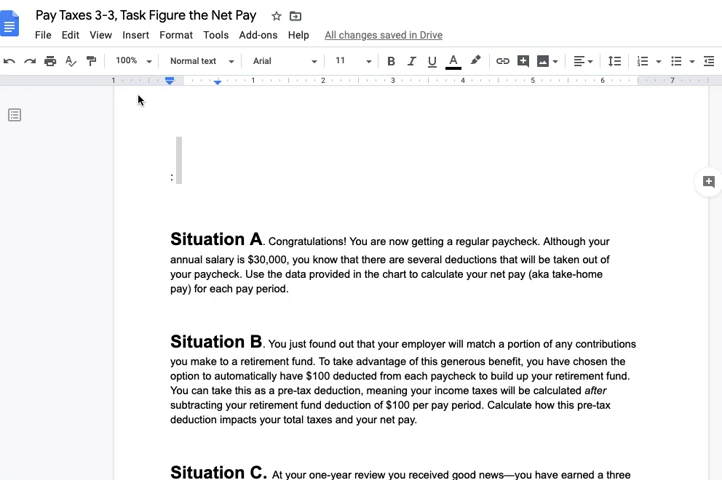 Pay Taxes 3-3, Task Figure the Net Pay
File Edit View Insert Format Tools Add-ons Help All changes saved in Drive
100% Normal text Arial 11 B I U A
1 1 2 3 4 5 6 7
:
Situation A. Congratulations! You are now getting a regular paycheck. Although your
annual salary is $30,000, you know that there are several deductions that will be taken out of
your paycheck. Use the data provided in the chart to calculate your net pay (aka take-home
pay) for each pay period.
Situation B. You just found out that your employer will match a portion of any contributions
you make to a retirement fund. To take advantage of this generous benefit, you have chosen the
option to automatically have $100 deducted from each paycheck to build up your retirement fund.
You can take this as a pre-tax deduction, meaning your income taxes will be calculated after
subtracting your retirement fund deduction of $100 per pay period. Calculate how this pre-tax
deduction impacts your total taxes and your net pay.
Situation C. At your one-year review you received good news—you have earned a three